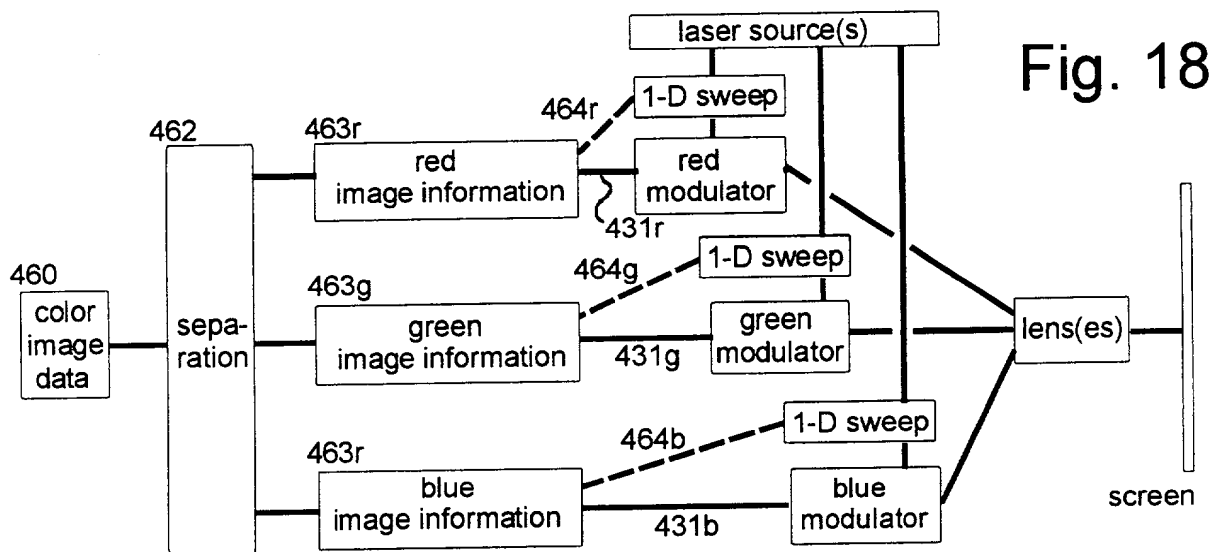 laser source(s)
Fig. 18
464r
1-D sweep
462
463r
red
image information
red
modulator
431r
460
color
image
data
sepa-
ration
463g
green
image information
464g
1-D sweep
431g
green
modulator
lens(es)
463r
blue
image information
464b
1-D sweep
431b
blue
modulator
screen